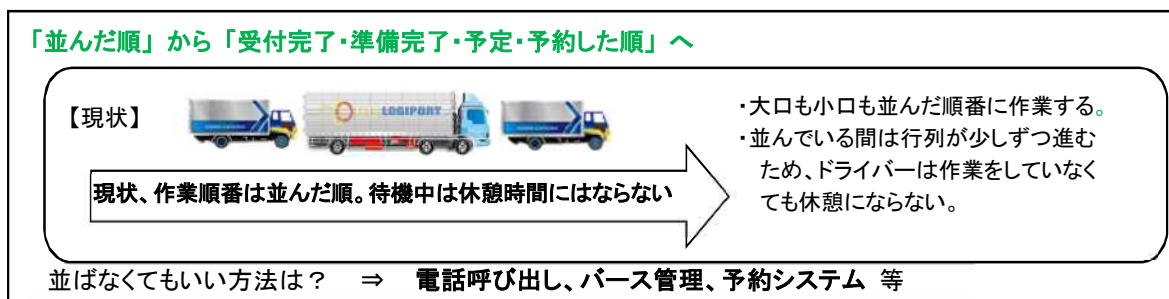 「並んだ順」 から 「受付完了・準備完了・予定・予約した順」 へ
【現状】
LOGIPORT
・大口も小口も並んだ順番に作業する。
・並んでいる間は行列が少しずつ進む
ため、ドライバーは作業をしていなく
ても休憩にならない。
現状、作業順番は並んだ順。待機中は休憩時間にはならない
並ばなくてもいい方法は？ ⇒ 電話呼び出し、バース管理、予約システム 等